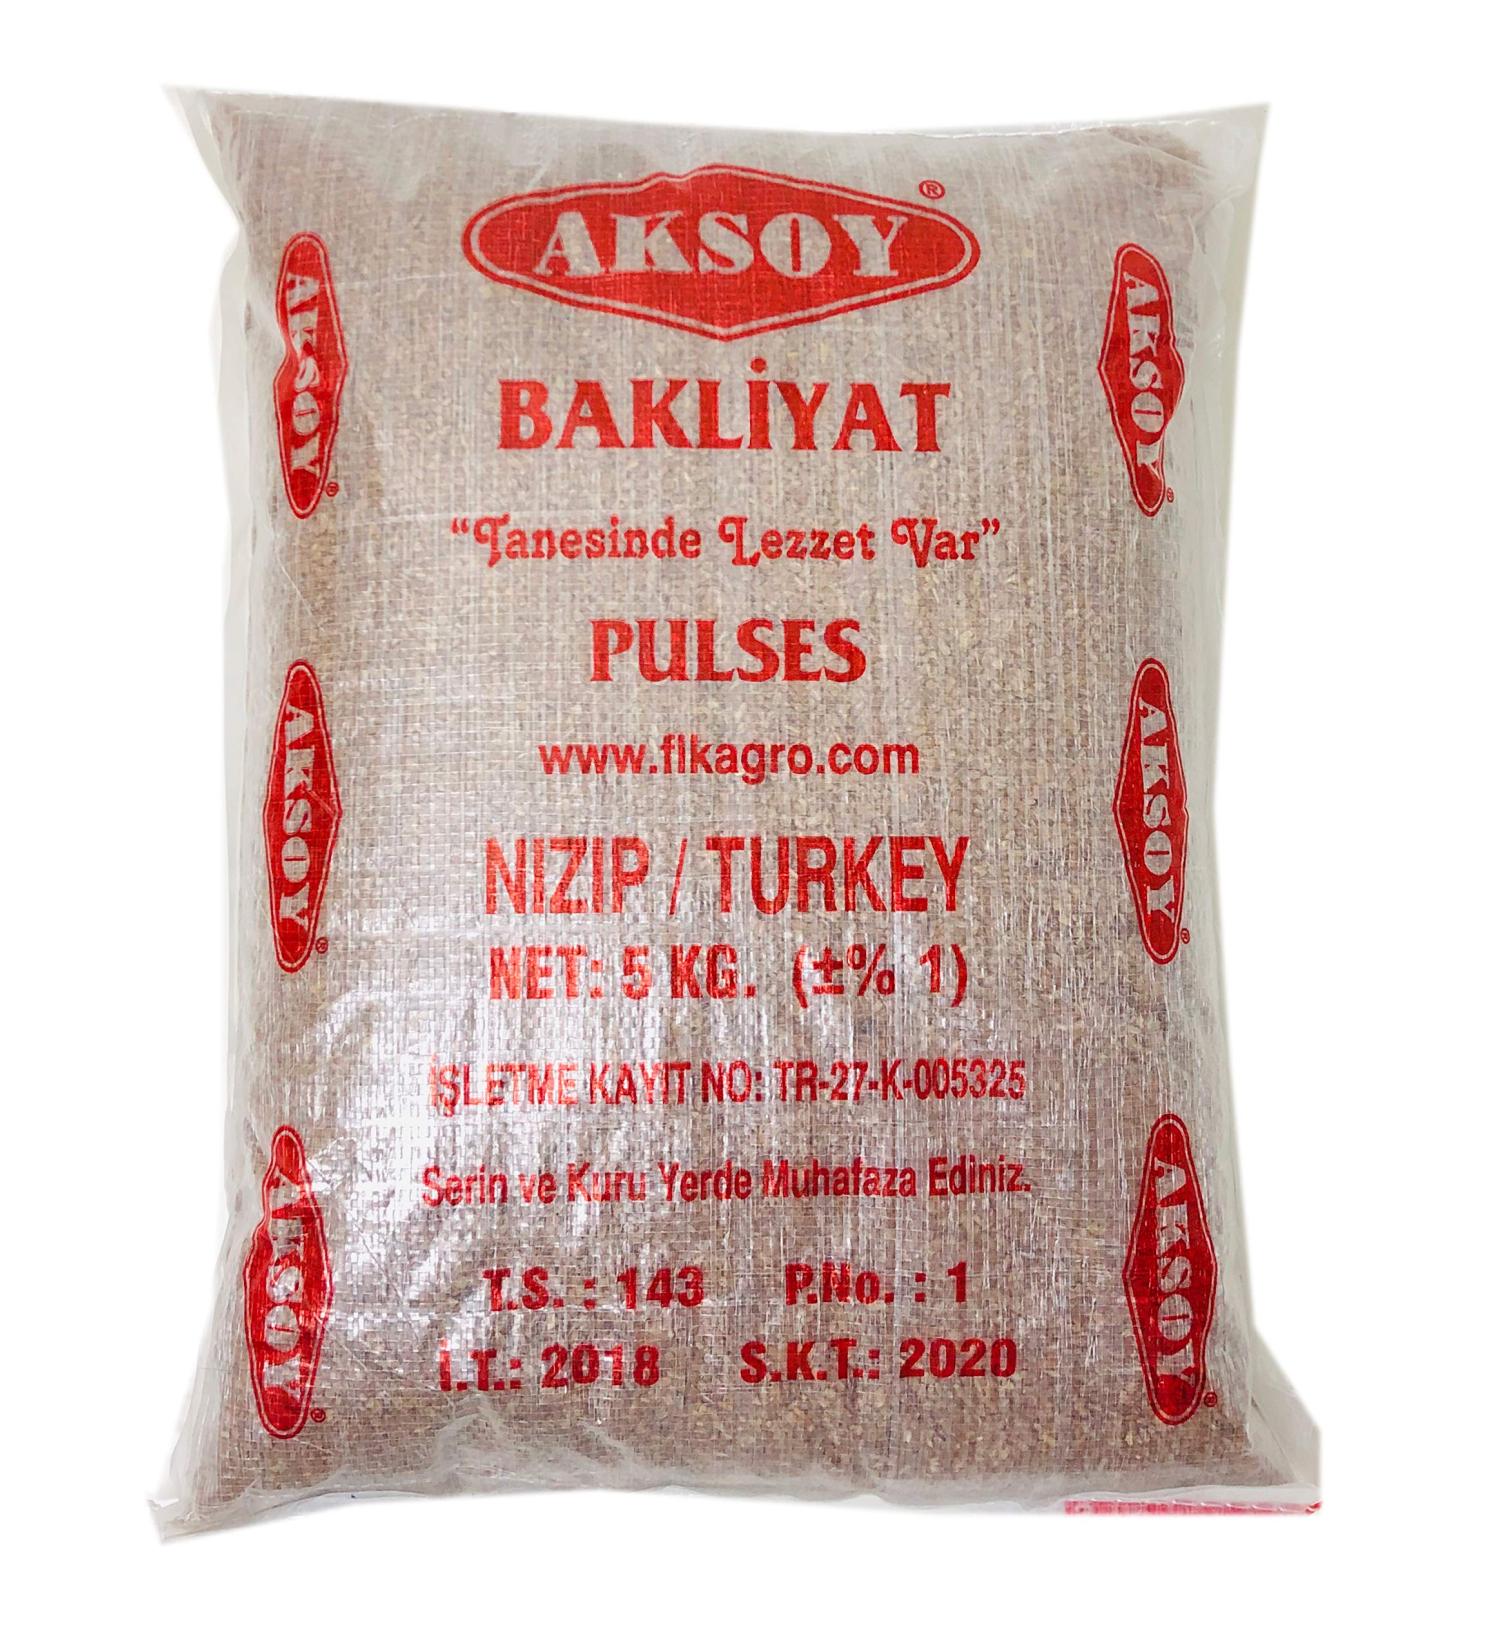 AKSOY ®
BAKLİYAT
“Tanesinde Lezzet Var”
PULSES
www.flkagro.com
NIZIP / TURKEY
NET: 5 KG. (±% 1)
İŞLETME KAYIT NO: TR-27-K-005325
Serin ve Kuru Yerde Muhafaza Ediniz.
T.S. : 143 P.No. : 1
İ.T.: 2018 S.K.T.: 2020
AKSOY ®
AKSOY ®
AKSOY ®
AKSOY ®
AKSOY ®
AKSOY ®